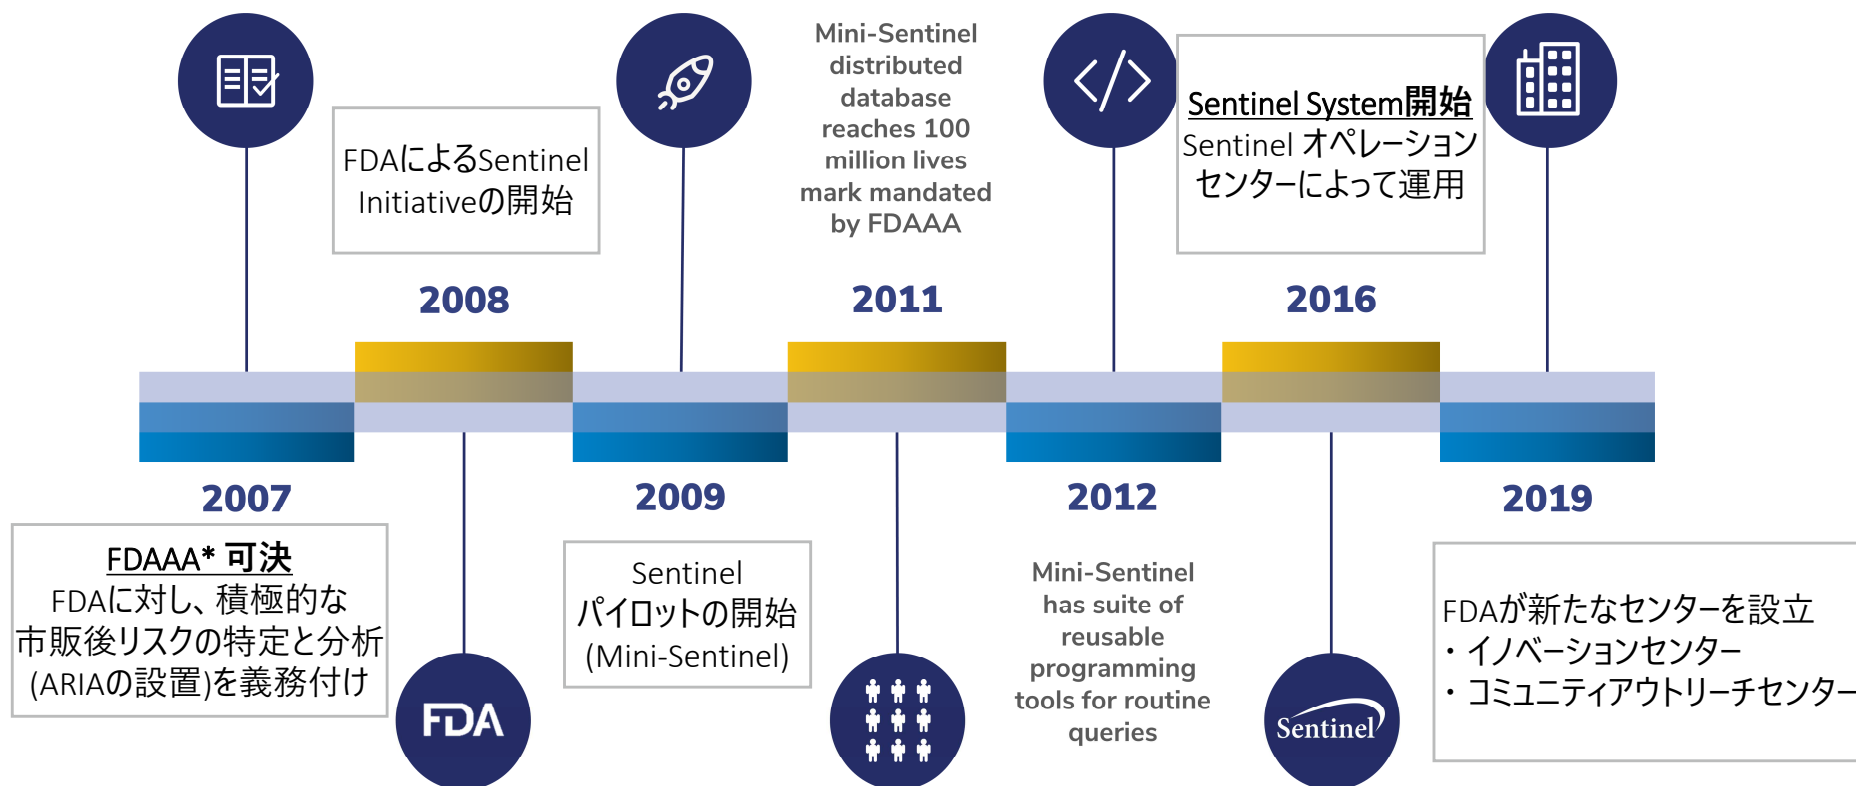 2007
FDAAA* 可決
FDAに対し、積極的な
市販後リスクの特定と分析
(ARIAの設置)を義務付け
FDAによるSentinel
Initiativeの開始
2008
FDA
2009
Sentinel
パイロットの開始
(Mini-Sentinel)
Mini-Sentinel
distributed
database
reaches 100
million lives
mark mandated
by FDAAA
2011
</>
2012
Mini-Sentinel
has suite of
reusable
programming
tools for routine
queries
Sentinel System開始
Sentinel オペレーション
センターによって運用
2016
Sentinel
2019
FDAが新たなセンターを設立
・イノベーションセンター
・コミュニティアウトリーチセンター